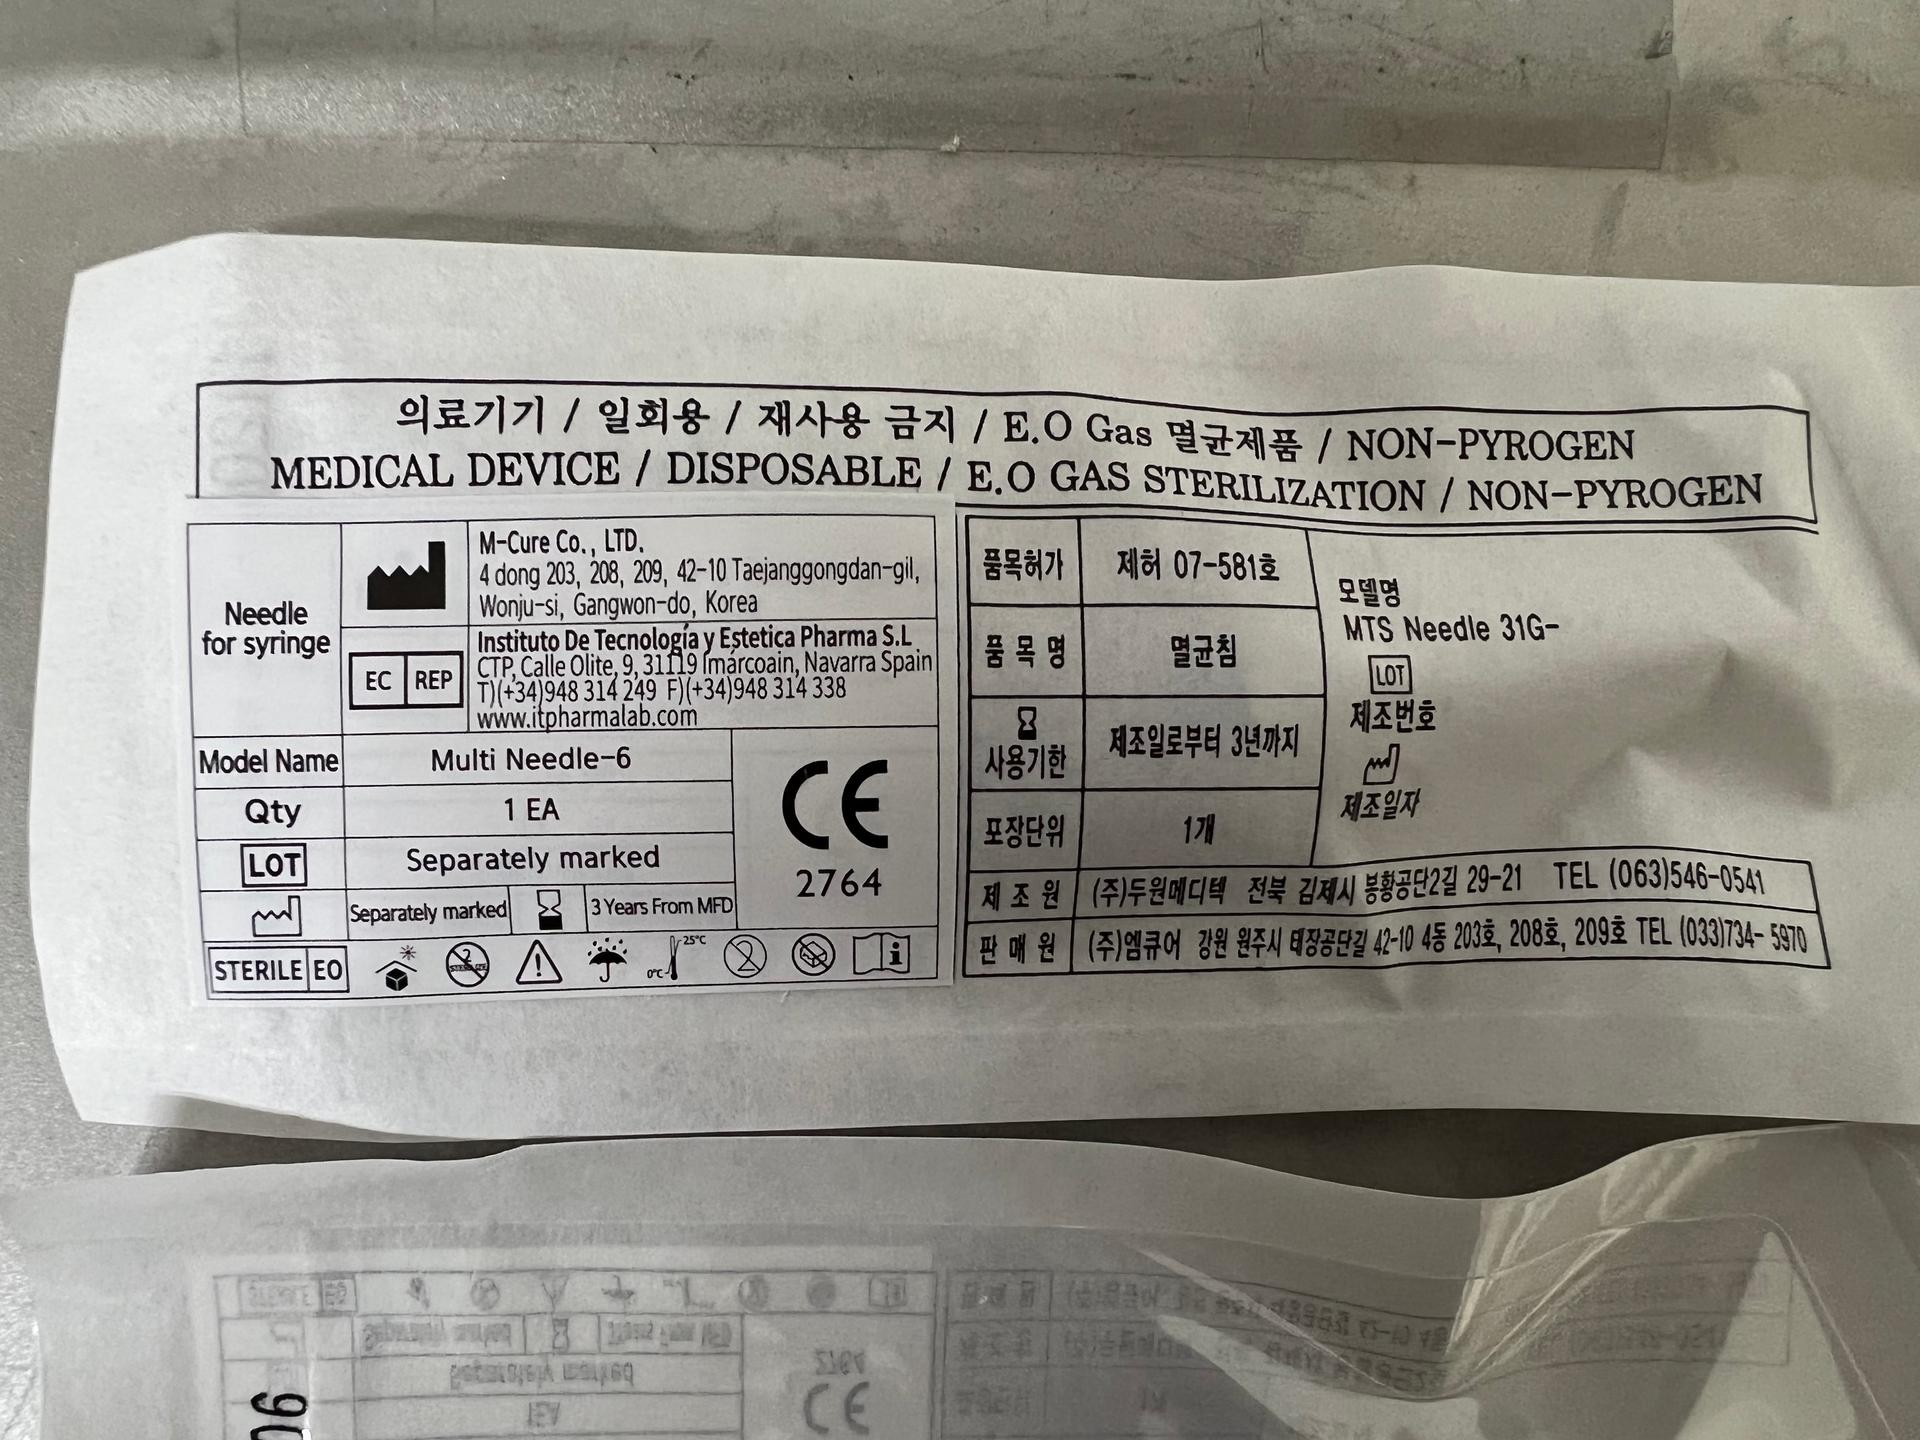 의료기기 / 일회용 / 재사용 금지 / E.O Gas 멸균제품 / NON-PYROGEN
MEDICAL DEVICE / DISPOSABLE / E.O GAS STERILIZATION / NON-PYROGEN
Needle
for syringe
M-Cure Co., LTD.
4 dong 203, 208, 209, 42-10 Taejanggongdan-gil,
Wonju-si, Gangwon-do, Korea
EC REP
Instituto De Tecnología y Estetica Pharma S.L
CTP, Calle Olite, 9, 31119 Imárcoain, Navarra Spain
T)(+34)948 314 249 F)(+34)948 314 338
www.itpharmalab.com
Model Name Multi Needle-6
Qty 1 EA
LOT Separately marked
Separately marked 3 Years From MFD
CE
2764
STERILE EO 0°C 25°C 2
품목허가 제허 07-581호
품 목 명 멸균침
사용기한 제조일로부터 3년까지
포장단위 1개
모델명
MTS Needle 31G-
LOT
제조번호
제조일자
제 조 원 (주)두원메디텍 전북 김제시 봉황공단2길 29-21 TEL (063)546-0541
판 매 원 (주)엠큐어 강원 원주시 태장공단길 42-10 4동 203호, 208호, 209호 TEL (033)734- 5970
STERILE EO
Separately marked
Separately marked
1EA
2764
CE